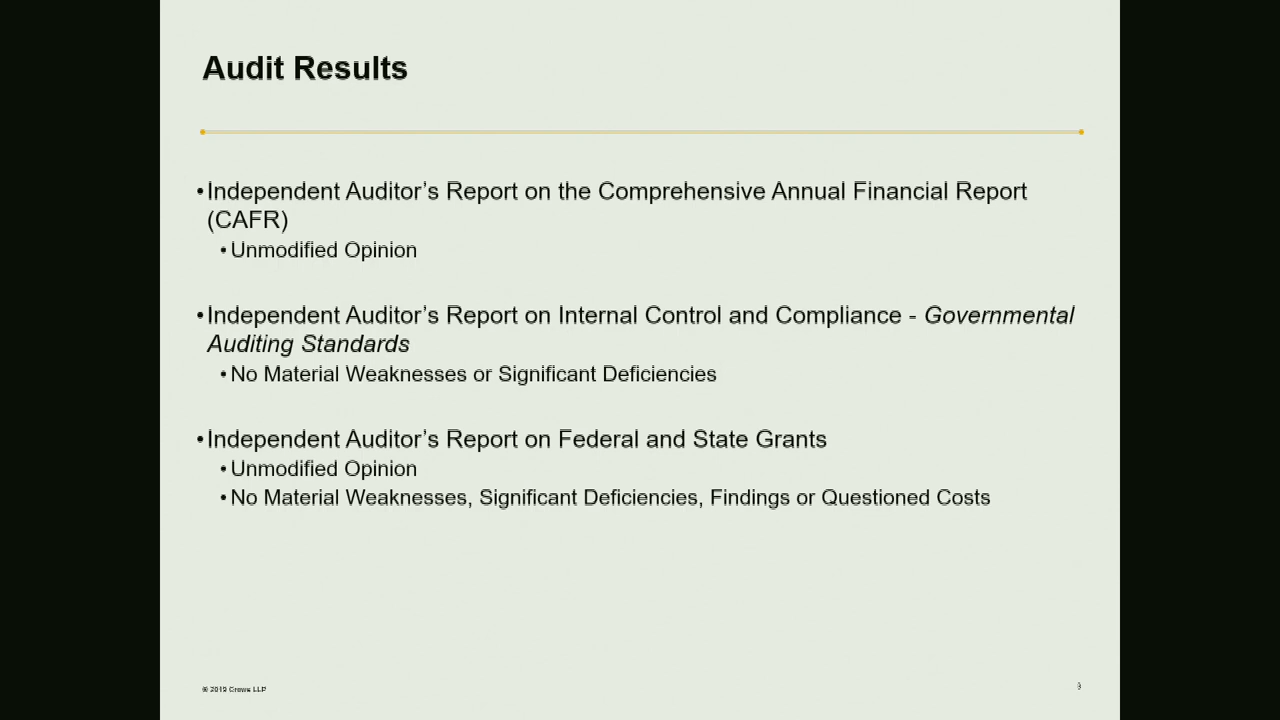 Audit Results
•Independent Auditor’s Report on the Comprehensive Annual Financial Report
(CAFR)
•Unmodified Opinion
•Independent Auditor’s Report on Internal Control and Compliance - Governmental
Auditing Standards
•No Material Weaknesses or Significant Deficiencies
•Independent Auditor’s Report on Federal and State Grants
•Unmodified Opinion
•No Material Weaknesses, Significant Deficiencies, Findings or Questioned Costs
© 2019 Crowe LLP